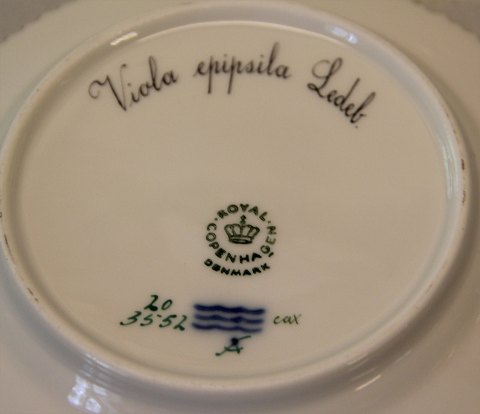 Viola epipsila Ledeb.
ROYAL
COPENHAGEN
DENMARK
20
3552
cax
A